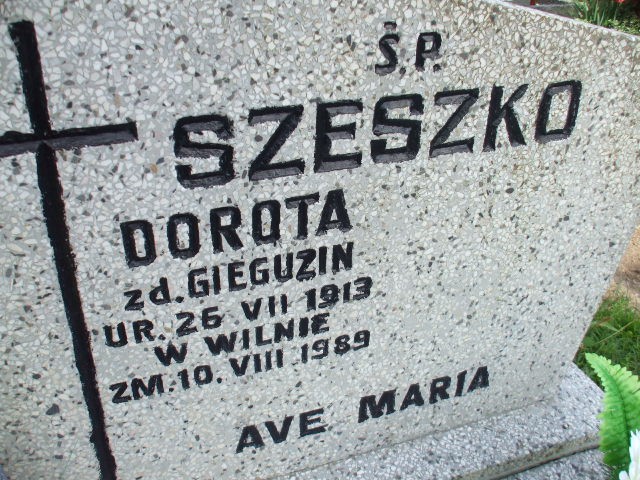 Ś.P.
SZESZKO
DOROTA
zd. GIEGUZIN
UR. 26. VII 1913
W WILNIE
ZM. 10. VIII. 1989
AVE MARIA